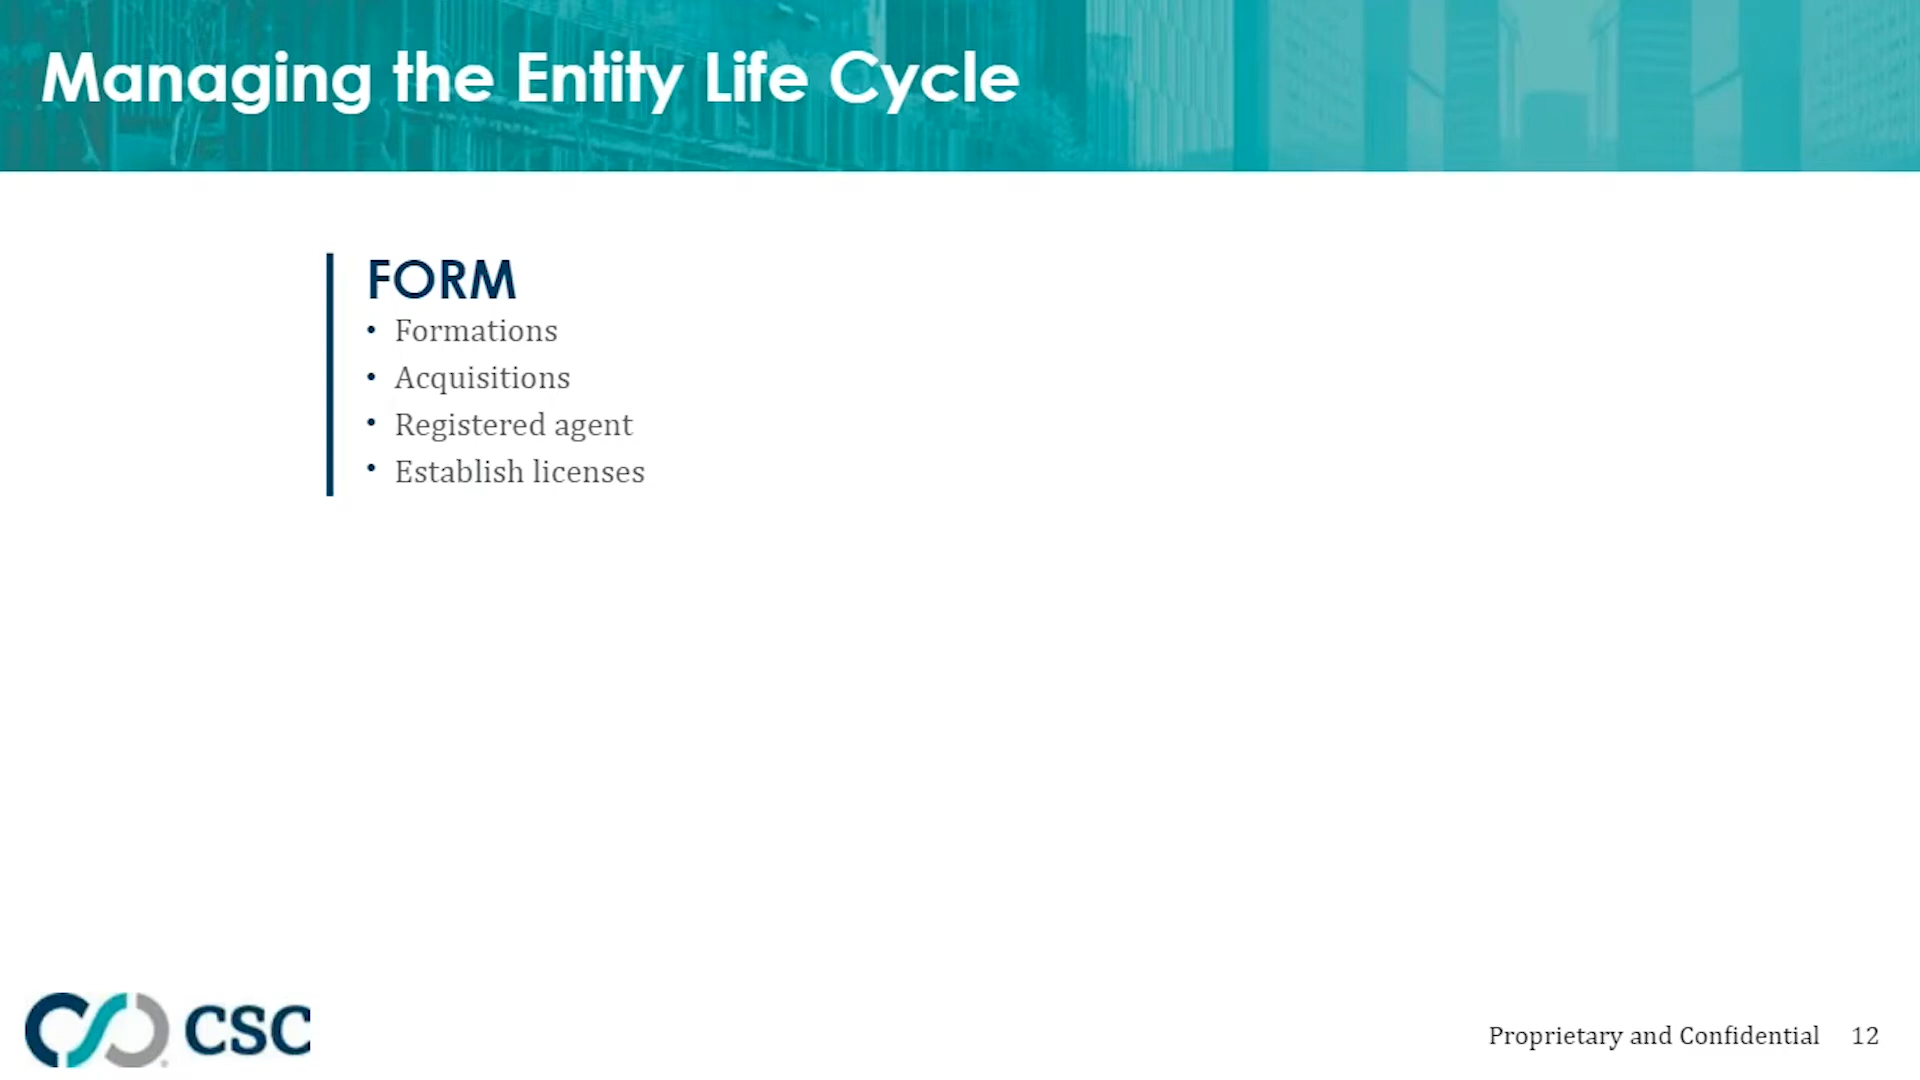 Managing the Entity Life Cycle
FORM
• Formations
• Acquisitions
• Registered agent
• Establish licenses
CSC
Proprietary and Confidential 12